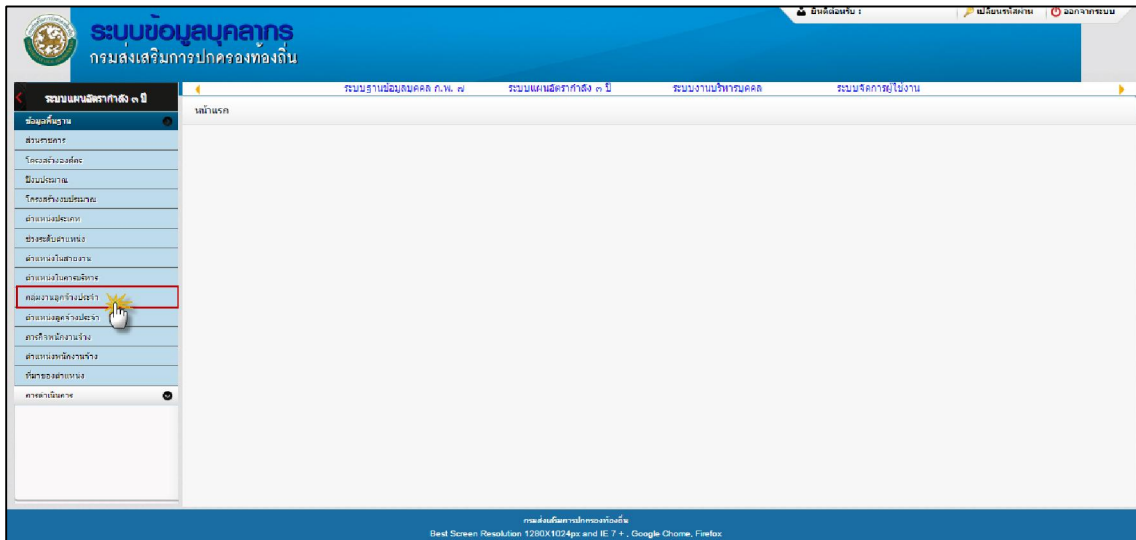 ยินดีต้อนรับ :
เปลี่ยนรหัสผ่าน
ออกจากระบบ
ระบบข้อมูลบุคลากร
กรมส่งเสริมการปกครองท้องถิ่น
ระบบแผนอัตรากำลัง ๓ ปี
ระบบฐานข้อมูลบุคคล ก.พ. ๗
ระบบแผนอัตรากำลัง ๓ ปี
ระบบงานบริหารบุคคล
ระบบจัดการผู้ใช้งาน
หน้าแรก
ข้อมูลพื้นฐาน
ส่วนราชการ
โครงสร้างองค์กร
ปีงบประมาณ
โครงสร้างงบประมาณ
ตำแหน่งประเภท
ช่วงระดับตำแหน่ง
ตำแหน่งในสายงาน
ตำแหน่งในการบริหาร
กลุ่มงานลูกจ้างประจำ
ตำแหน่งลูกจ้างประจำ
ภารกิจพนักงานจ้าง
ตำแหน่งพนักงานจ้าง
ที่มาของตำแหน่ง
การดำเนินการ
กรมส่งเสริมการปกครองท้องถิ่น
Best Screen Resolution 1280X1024px and IE 7 + , Google Chome, Firefox